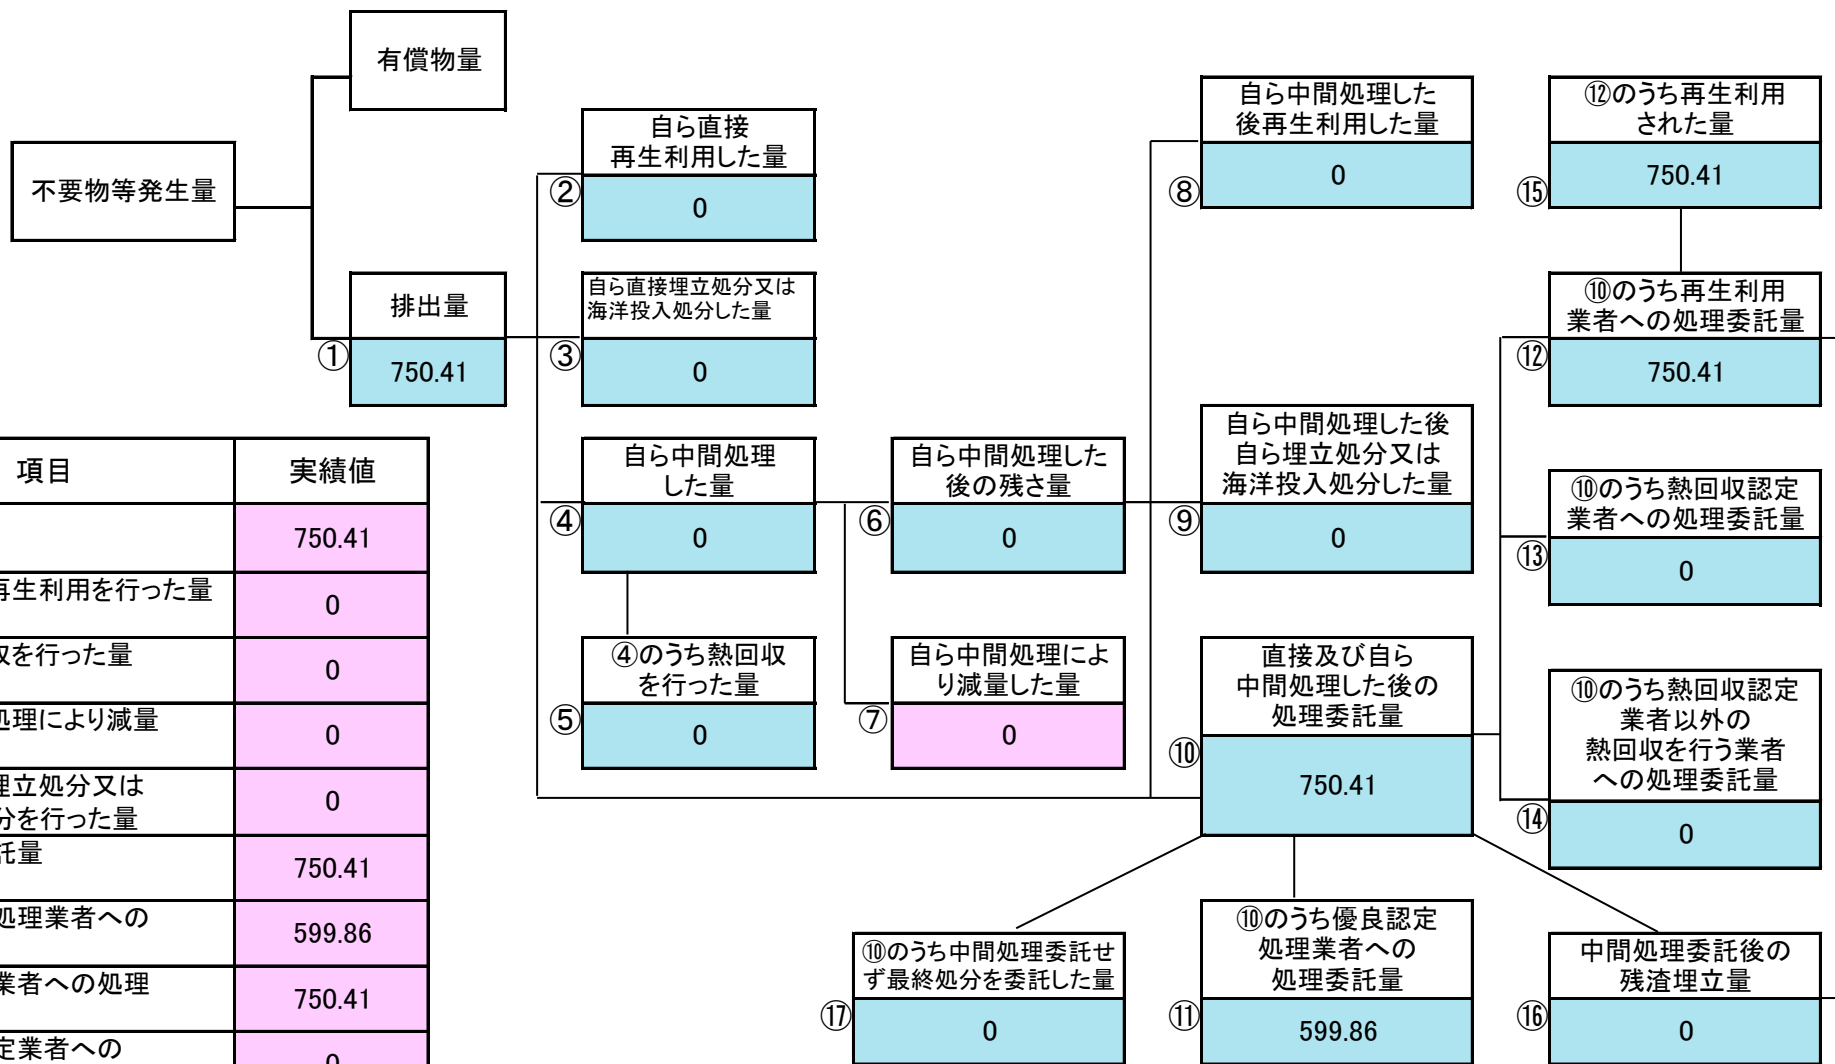 有償物量
不要物等発生量
排出量
①
750.41
自ら直接
再生利用した量
②
0
自ら直接埋立処分又は
海洋投入処分した量
③
0
自ら中間処理
した量
④
0
④のうち熱回収
を行った量
⑤
0
自ら中間処理した
後の残さ量
⑥
0
自ら中間処理によ
り減量した量
⑦
0
自ら中間処理した
後再生利用した量
⑧
0
自ら中間処理した後
自ら埋立処分又は
海洋投入処分した量
⑨
0
直接及び自ら
中間処理した後の
処理委託量
⑩
750.41
⑩のうち優良認定
処理業者への
処理委託量
⑪
599.86
⑩のうち中間処理委託せ
ず最終処分を委託した量
⑰
0
⑫のうち再生利用
された量
⑮
750.41
⑩のうち再生利用
業者への処理委託量
⑫
750.41
⑩のうち熱回収認定
業者への処理委託量
⑬
0
⑩のうち熱回収認定
業者以外の
熱回収を行う業者
への処理委託量
⑭
0
中間処理委託後の
残渣埋立量
⑯
0
項目 実績値
750.41
再生利用を行った量 0
を行った量 0
処理により減量 0
埋立処分又は
分を行った量 0
託量 750.41
処理業者への 599.86
業者への処理 750.41
定業者への 0